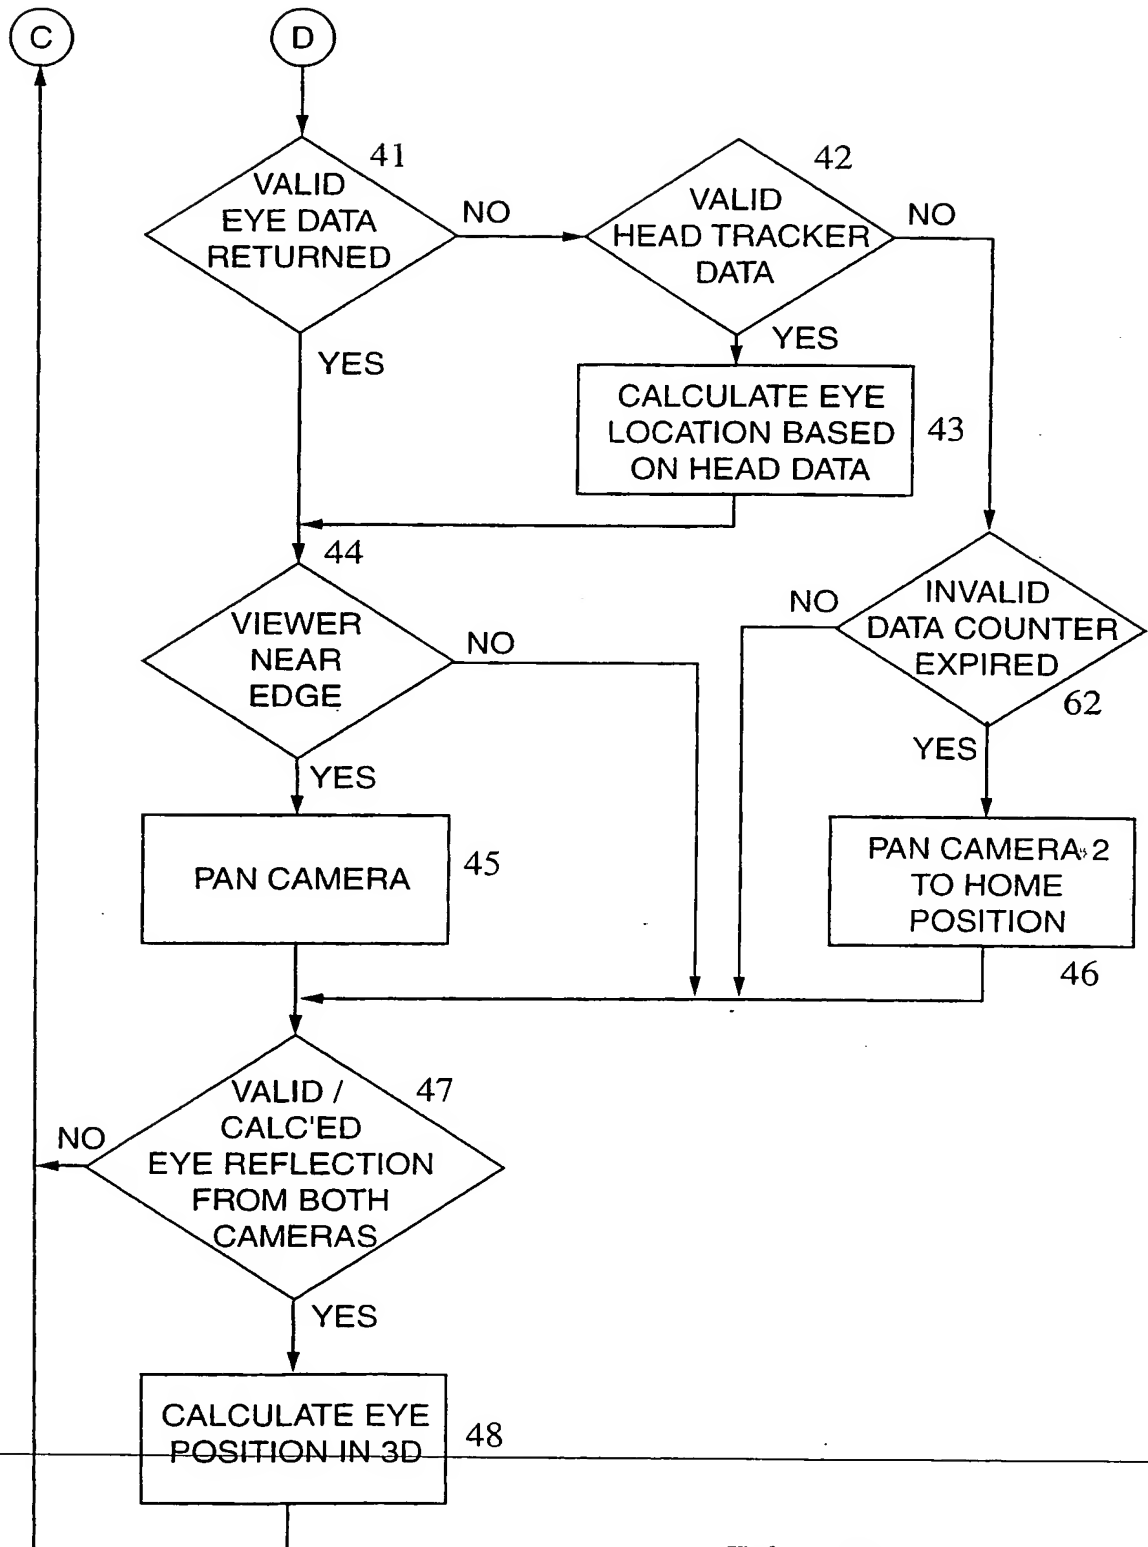 C
D
41
VALID
EYE DATA
RETURNED
NO
42
VALID
HEAD TRACKER
DATA
NO
YES
YES
CALCULATE EYE
LOCATION BASED
ON HEAD DATA
43
44
VIEWER
NEAR
EDGE
NO
NO
INVALID
DATA COUNTER
EXPIRED
62
YES
YES
PAN CAMERA
45
PAN CAMERA 2
TO HOME
POSITION
46
47
VALID /
CALC'ED
EYE REFLECTION
FROM BOTH
CAMERAS
NO
YES
CALCULATE EYE
POSITION IN 3D
48